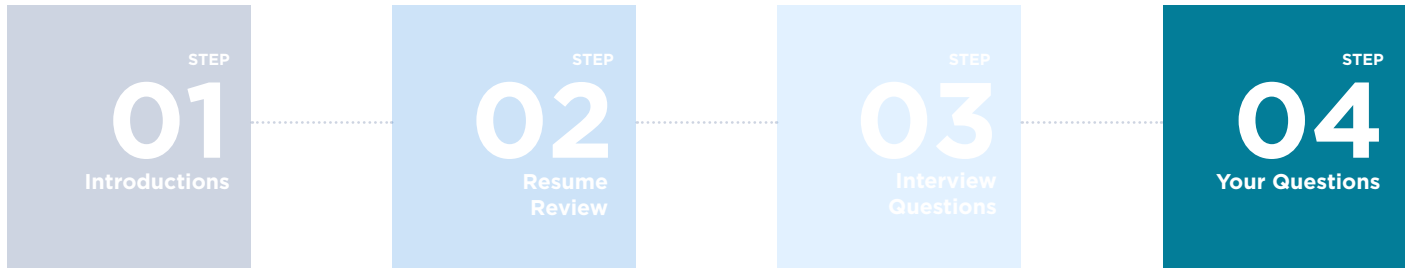 STEP
01
Introductions
STEP
02
Resume
Review
STEP
03
Interview
Questions
STEP
04
Your Questions